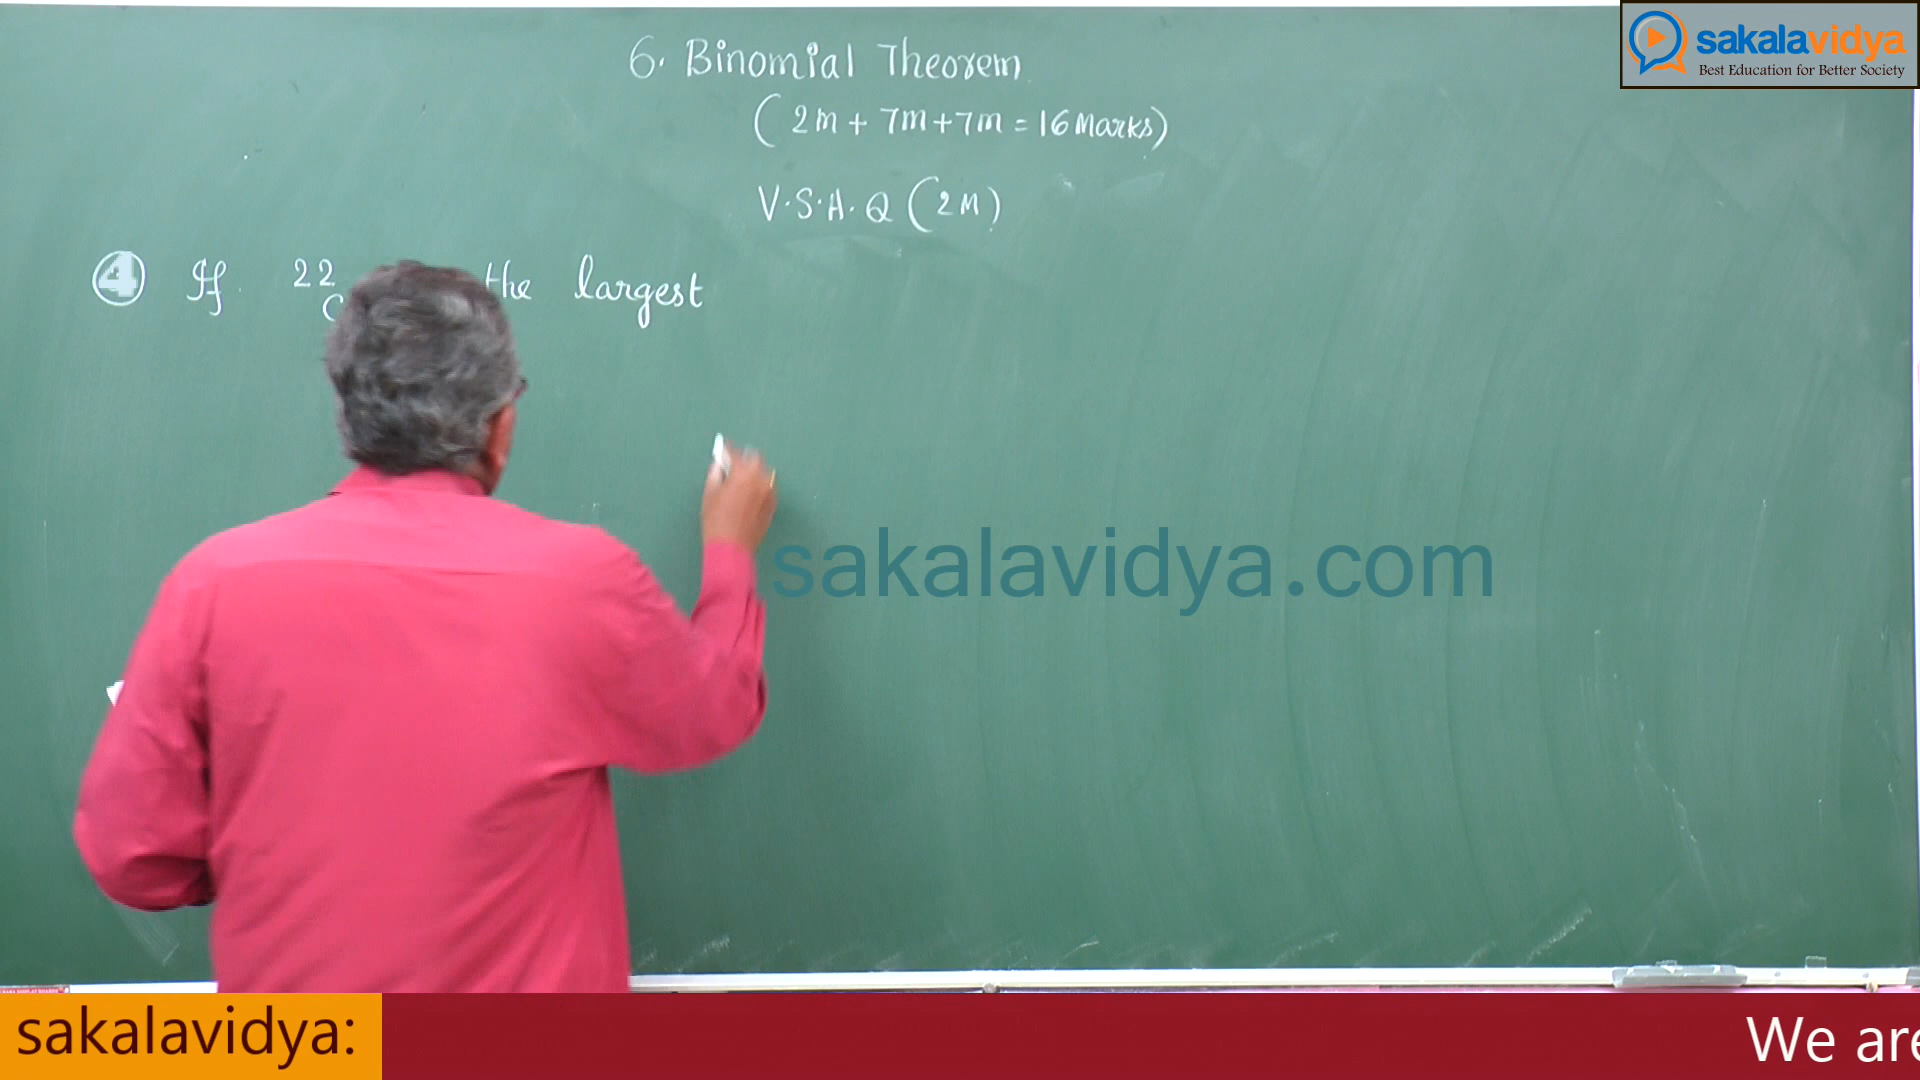 sakalavidya
Best Education for Better Society
6. Binomial Theorem
(2m + 7m + 7m = 16 Marks)
V.S.A.Q (2M)
4 If 22 C the largest
sakalavidya.com
sakalavidya: We are